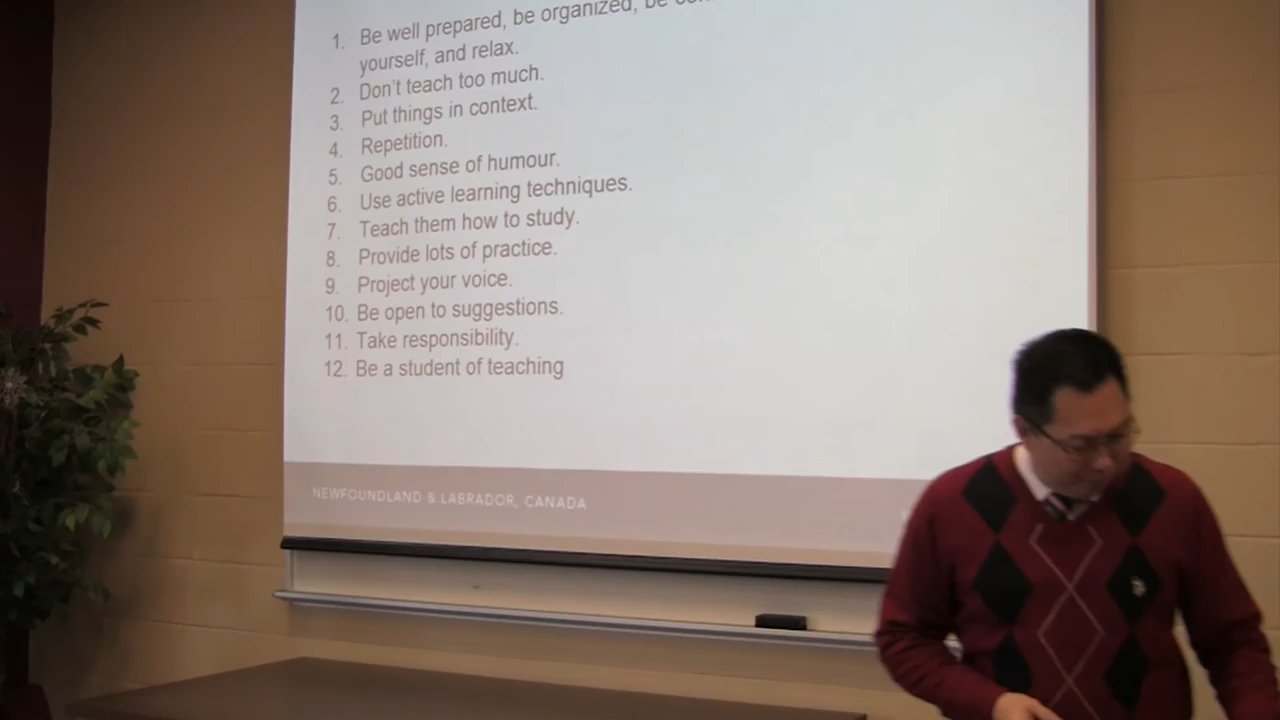 1. Be well prepared, be organized, be
yourself, and relax.
2. Don't teach too much.
3. Put things in context.
4. Repetition.
5. Good sense of humour.
6. Use active learning techniques.
7. Teach them how to study.
8. Provide lots of practice.
9. Project your voice.
10. Be open to suggestions.
11. Take responsibility.
12. Be a student of teaching
NEWFOUNDLAND & LABRADOR, CANADA